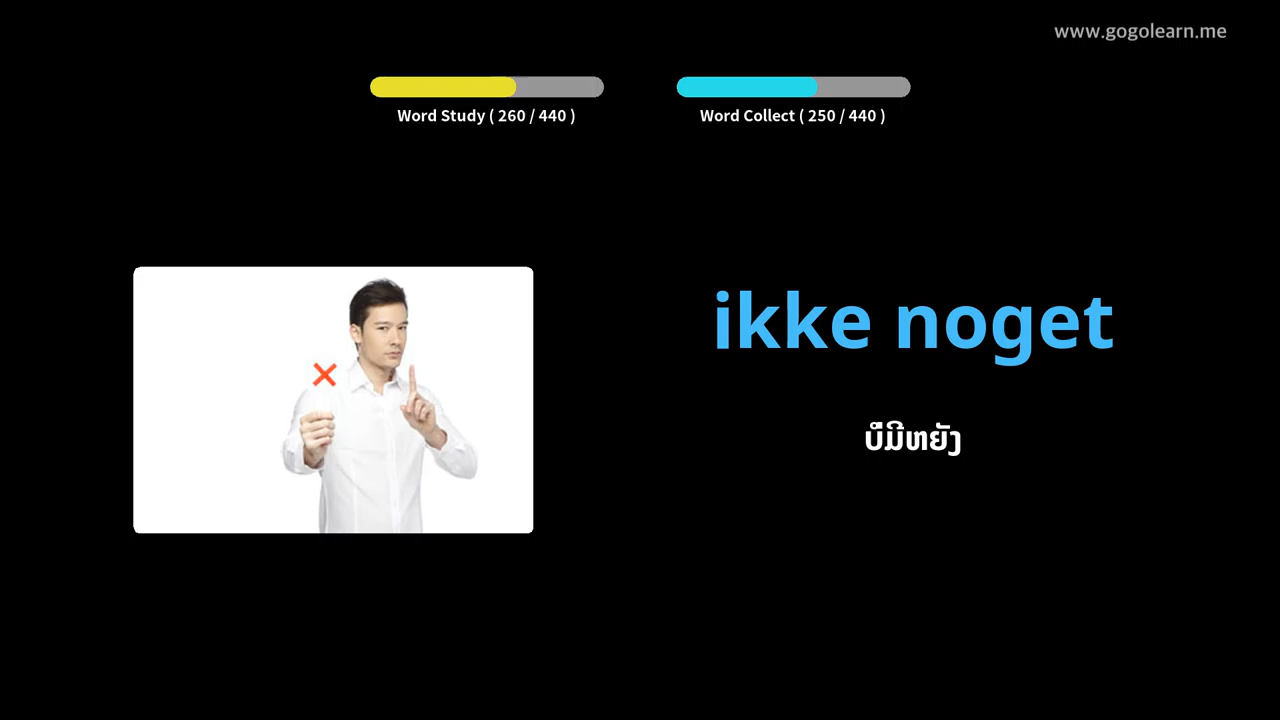 www.gogolearn.me
Word Study ( 260 / 440 )
Word Collect ( 250 / 440 )
ikke noget
ບໍ່ມີຫຍັງ